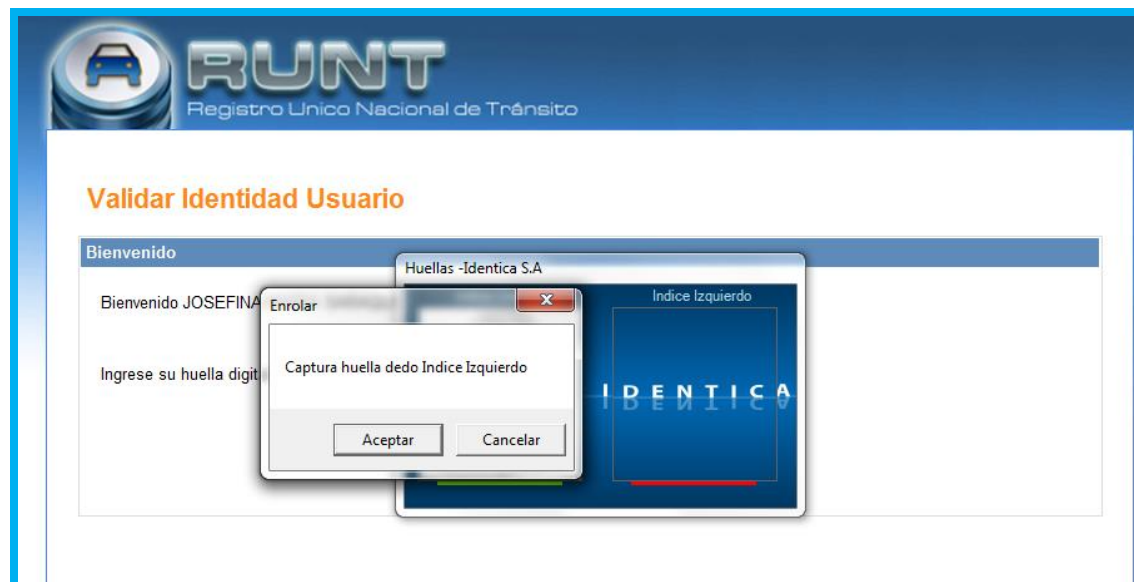 RUNT
Registro Unico Nacional de Tránsito
Validar Identidad Usuario
Bienvenido
Huellas -Identica S.A
Bienvenido JOSEFINA
Enrolar
Indice Izquierdo
Ingrese su huella digit
Captura huella dedo Indice Izquierdo
IDENTICA
Aceptar
Cancelar